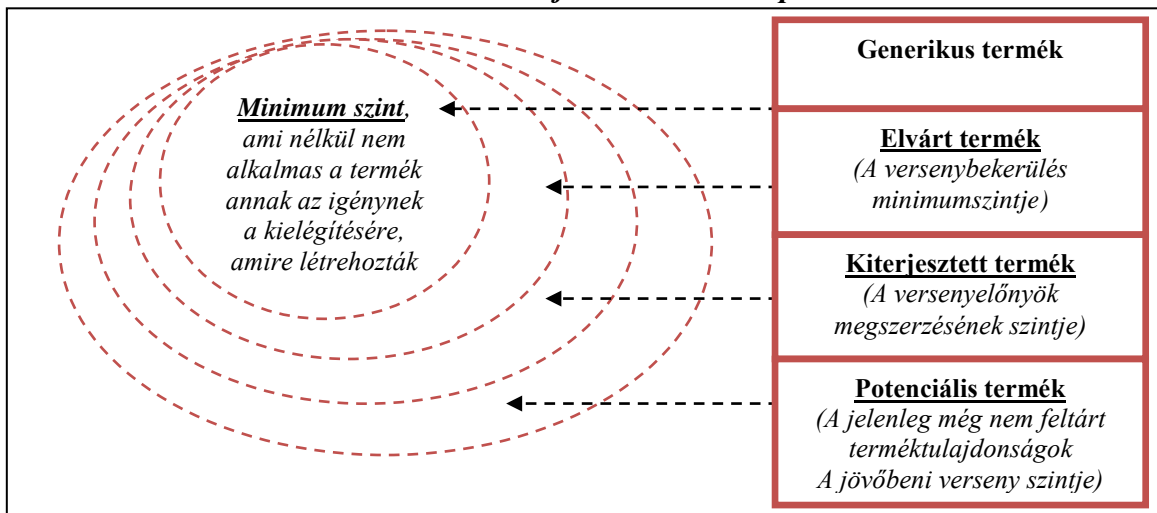 Minimum szint,
ami nélkül nem
alkalmas a termék
annak az igénynek
a kielégítésére,
amire létrehozták
Generikus termék
Elvárt termék
(A versenybekerülés
minimumszintje)
Kiterjesztett termék
(A versenyelőnyök
megszerzésének szintje)
Potenciális termék
(A jelenleg még nem feltárt
terméktulajdonságok
A jövőbeni verseny szintje)